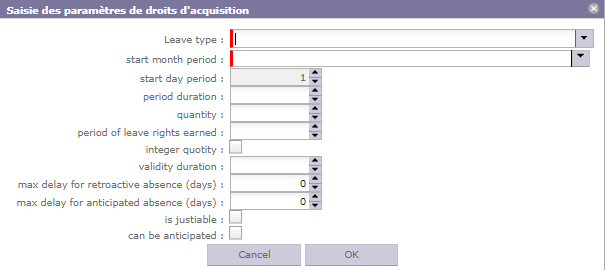 Saisie des paramètres de droits d'acquisition
Leave type :
start month period :
start day period : 1
period duration :
quantity :
period of leave rights earned :
integer quotity :
validity duration :
max delay for retroactive absence (days) : 0
max delay for anticipated absence (days) : 0
is justiable :
can be anticipated :
Cancel OK